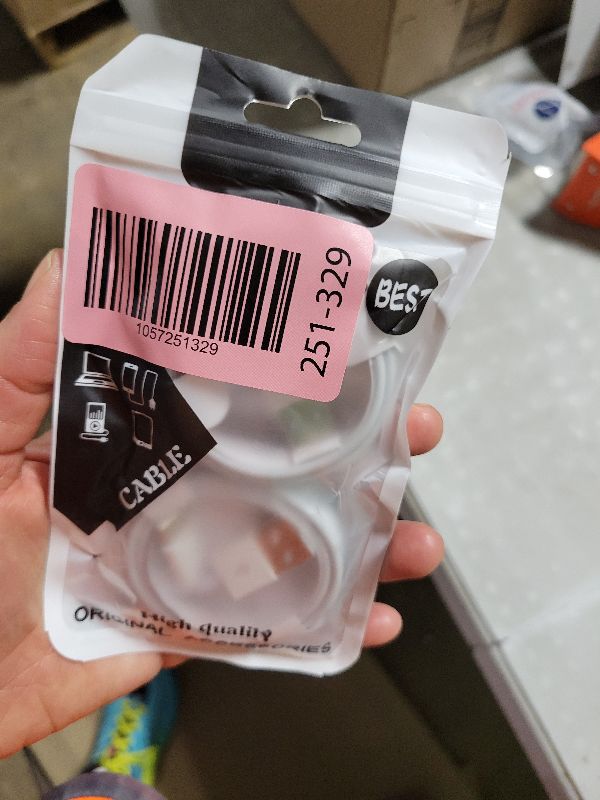 1057251329
251-329
BEST
CABLE
High quality
ORIGINAL ACCESSORIES